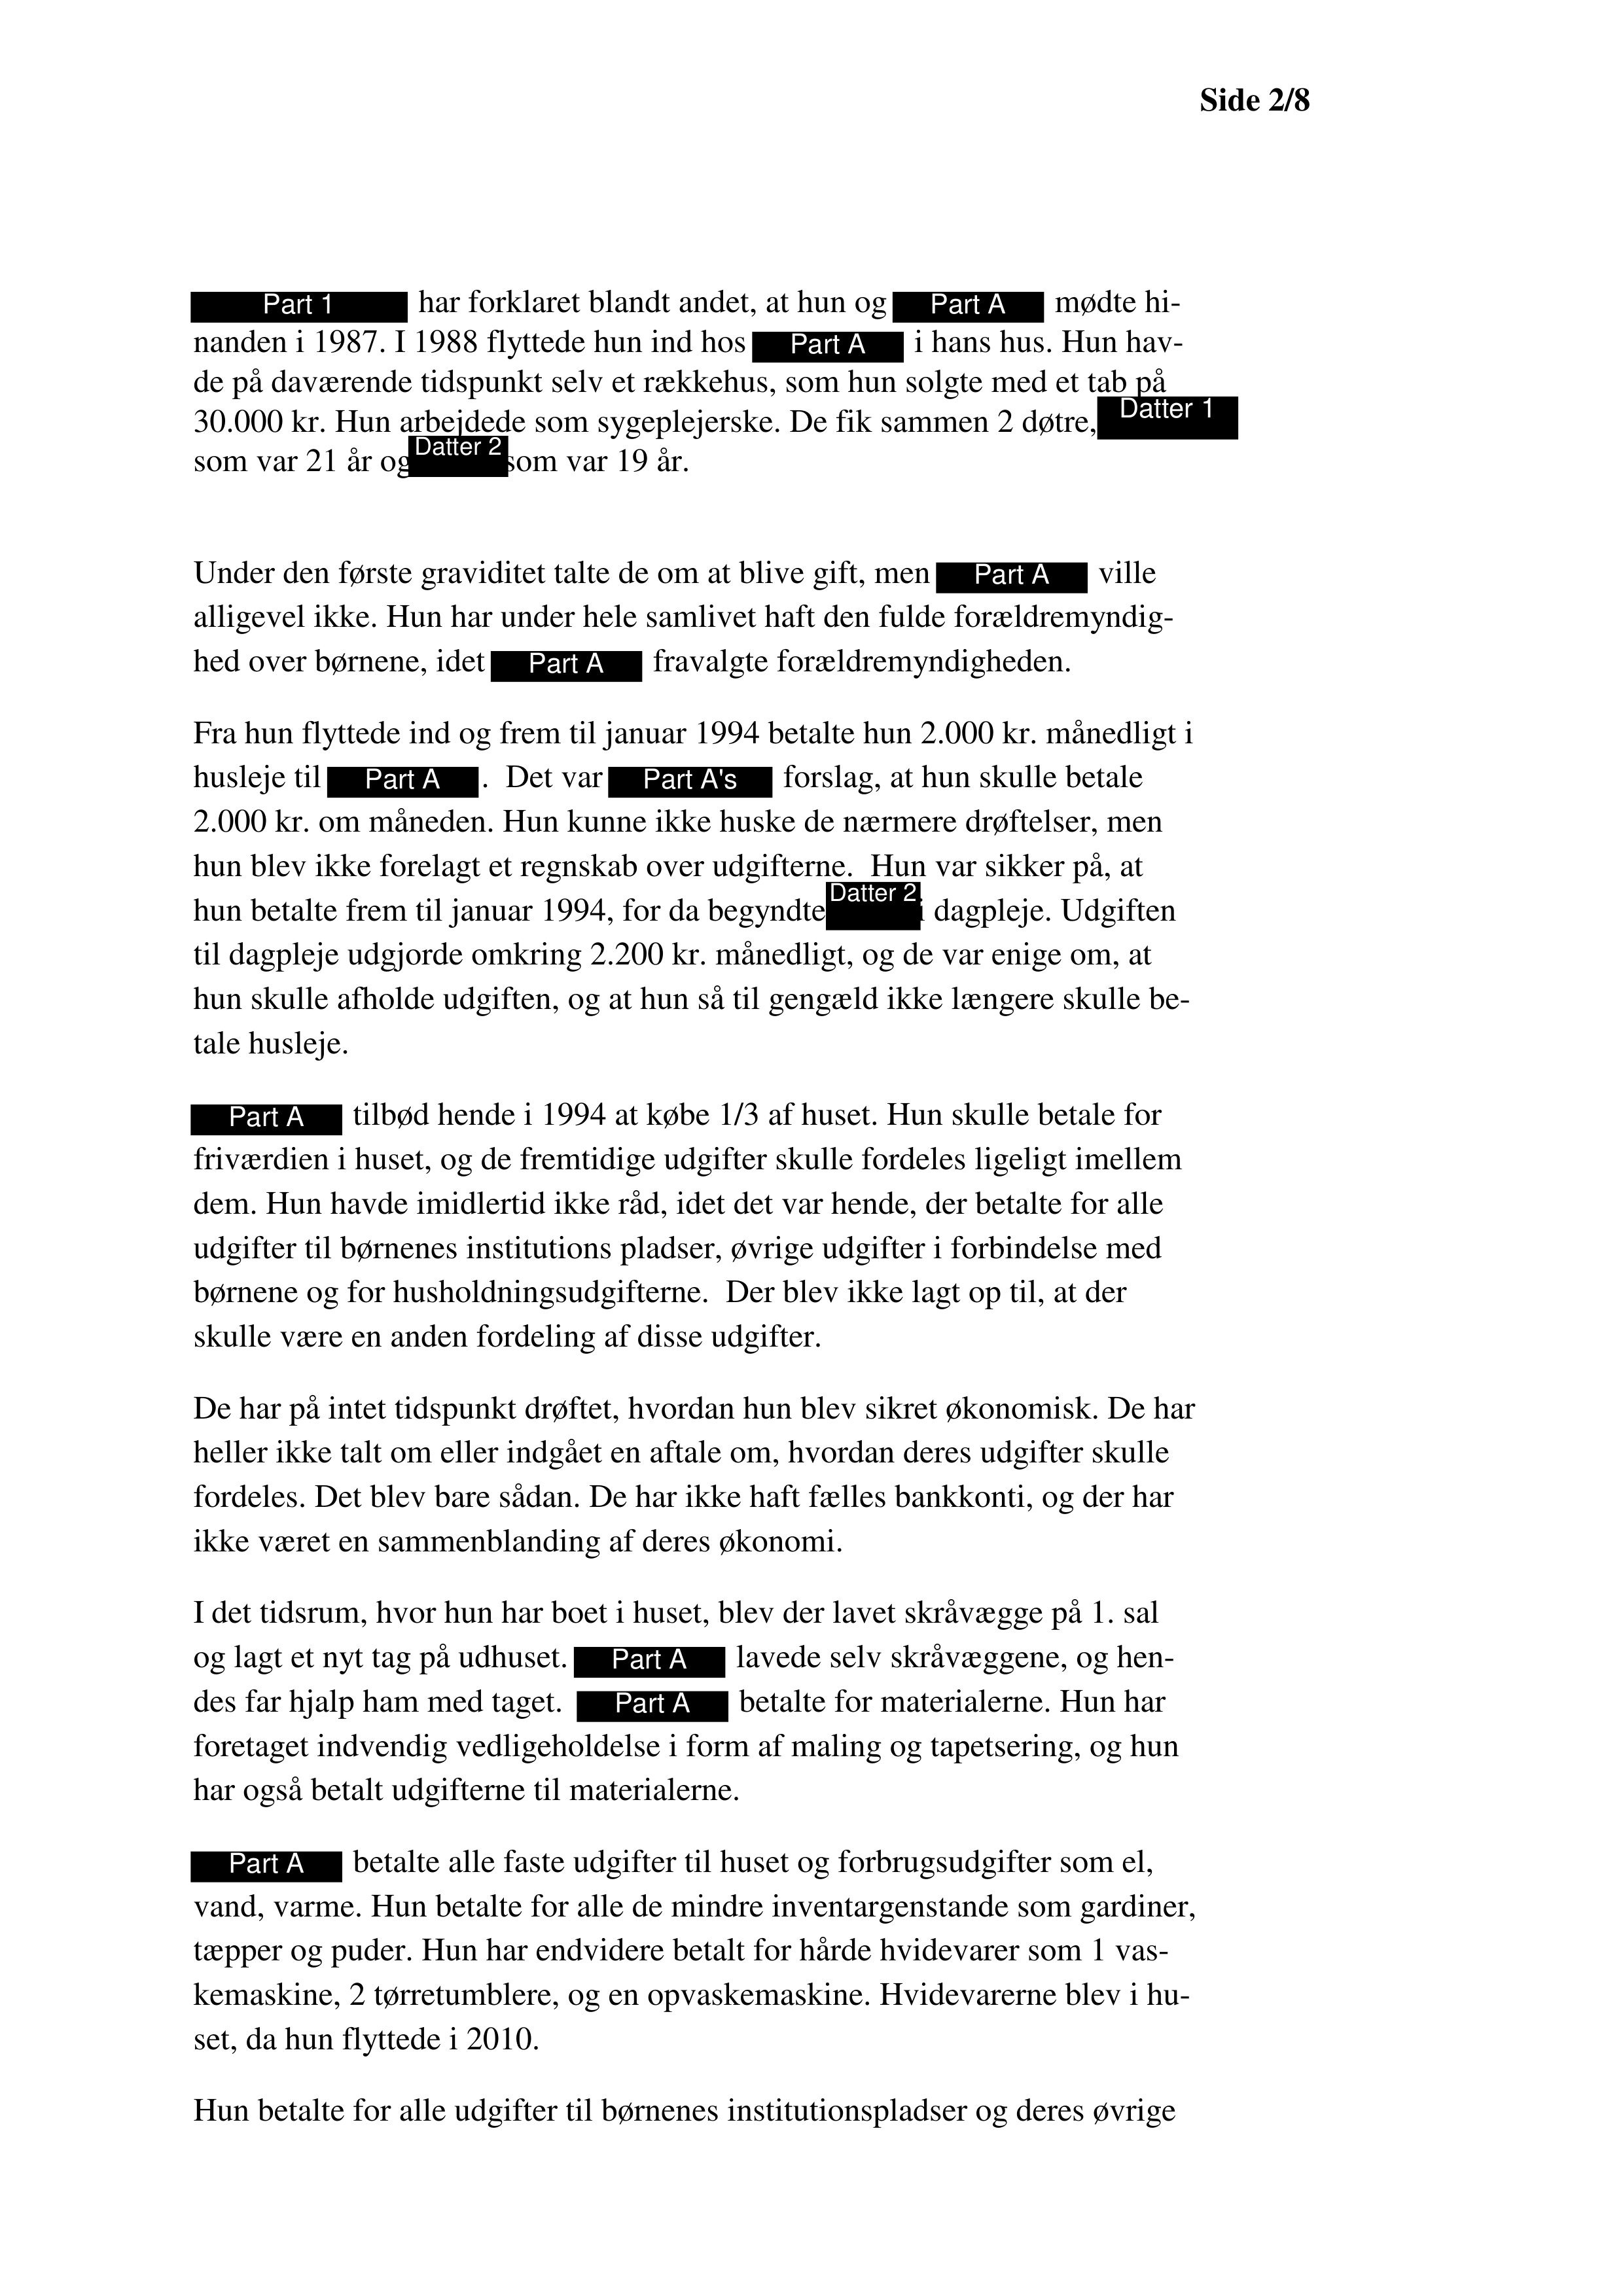 Side 2/8
Part 1 har forklaret blandt andet, at hun og Part A mødte hi-
nanden i 1987. I 1988 flyttede hun ind hos Part A i hans hus. Hun hav-
de på daværende tidspunkt selv et rækkehus, som hun solgte med et tab på
30.000 kr. Hun arbejdede som sygeplejerske. De fik sammen 2 døtre, Datter 1
som var 21 år og Datter 2 som var 19 år.
Under den første graviditet talte de om at blive gift, men Part A ville
alligevel ikke. Hun har under hele samlivet haft den fulde forældremyndig-
hed over børnene, idet Part A fravalgte forældremyndigheden.
Fra hun flyttede ind og frem til januar 1994 betalte hun 2.000 kr. månedligt i
husleje til Part A. Det var Part A's forslag, at hun skulle betale
2.000 kr. om måneden. Hun kunne ikke huske de nærmere drøftelser, men
hun blev ikke forelagt et regnskab over udgifterne. Hun var sikker på, at
hun betalte frem til januar 1994, for da begyndte Datter 2 i dagpleje. Udgiften
til dagpleje udgjorde omkring 2.200 kr. månedligt, og de var enige om, at
hun skulle afholde udgiften, og at hun så til gengæld ikke længere skulle be-
tale husleje.
Part A tilbød hende i 1994 at købe 1/3 af huset. Hun skulle betale for
friværdien i huset, og de fremtidige udgifter skulle fordeles ligeligt imellem
dem. Hun havde imidlertid ikke råd, idet det var hende, der betalte for alle
udgifter til børnenes institutions pladser, øvrige udgifter i forbindelse med
børnene og for husholdningsudgifterne. Der blev ikke lagt op til, at der
skulle være en anden fordeling af disse udgifter.
De har på intet tidspunkt drøftet, hvordan hun blev sikret økonomisk. De har
heller ikke talt om eller indgået en aftale om, hvordan deres udgifter skulle
fordeles. Det blev bare sådan. De har ikke haft fælles bankkonti, og der har
ikke været en sammenblanding af deres økonomi.
I det tidsrum, hvor hun har boet i huset, blev der lavet skråvægge på 1. sal
og lagt et nyt tag på udhuset. Part A lavede selv skråvæggene, og hen-
des far hjalp ham med taget. Part A betalte for materialerne. Hun har
foretaget indvendig vedligeholdelse i form af maling og tapetsering, og hun
har også betalt udgifterne til materialerne.
Part A betalte alle faste udgifter til huset og forbrugsudgifter som el,
vand, varme. Hun betalte for alle de mindre inventargenstande som gardiner,
tæpper og puder. Hun har endvidere betalt for hårde hvidevarer som 1 vas-
kemaskine, 2 tørretumblere, og en opvaskemaskine. Hvidevarerne blev i hu-
set, da hun flyttede i 2010.
Hun betalte for alle udgifter til børnenes institutionspladser og deres øvrige